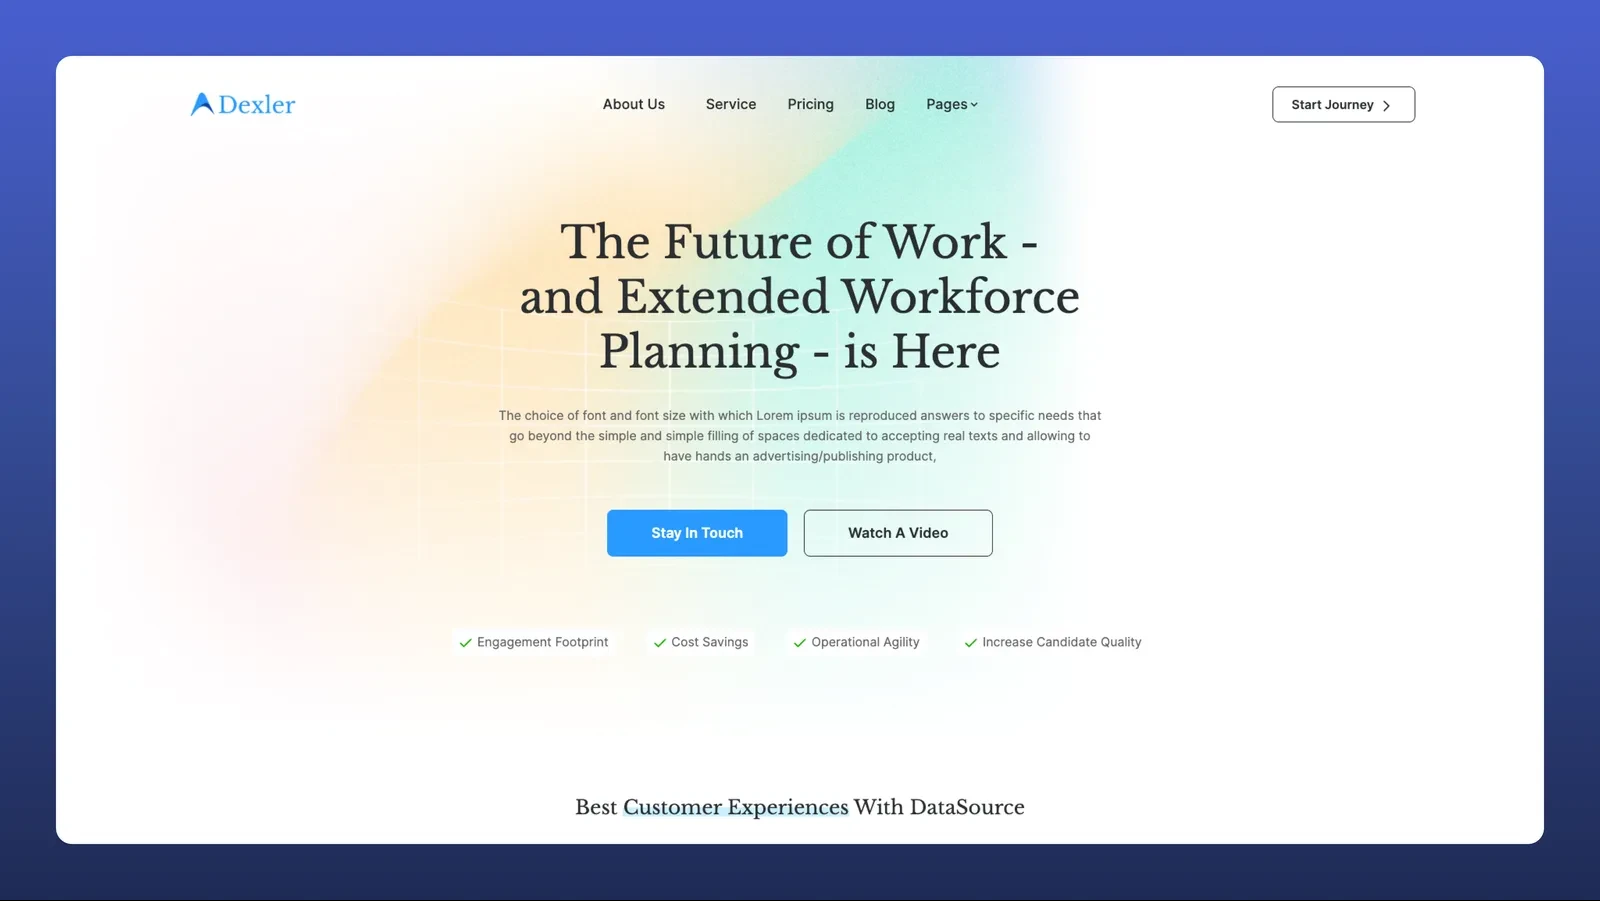 Dexler
About Us
Service
Pricing
Blog
Pages
Start Journey
The Future of Work -
and Extended Workforce
Planning - is Here
The choice of font and font size with which Lorem ipsum is reproduced answers to specific needs that
go beyond the simple and simple filling of spaces dedicated to accepting real texts and allowing to
have hands an advertising/publishing product,
Stay In Touch
Watch A Video
Engagement Footprint
Cost Savings
Operational Agility
Increase Candidate Quality
Best Customer Experiences With DataSource